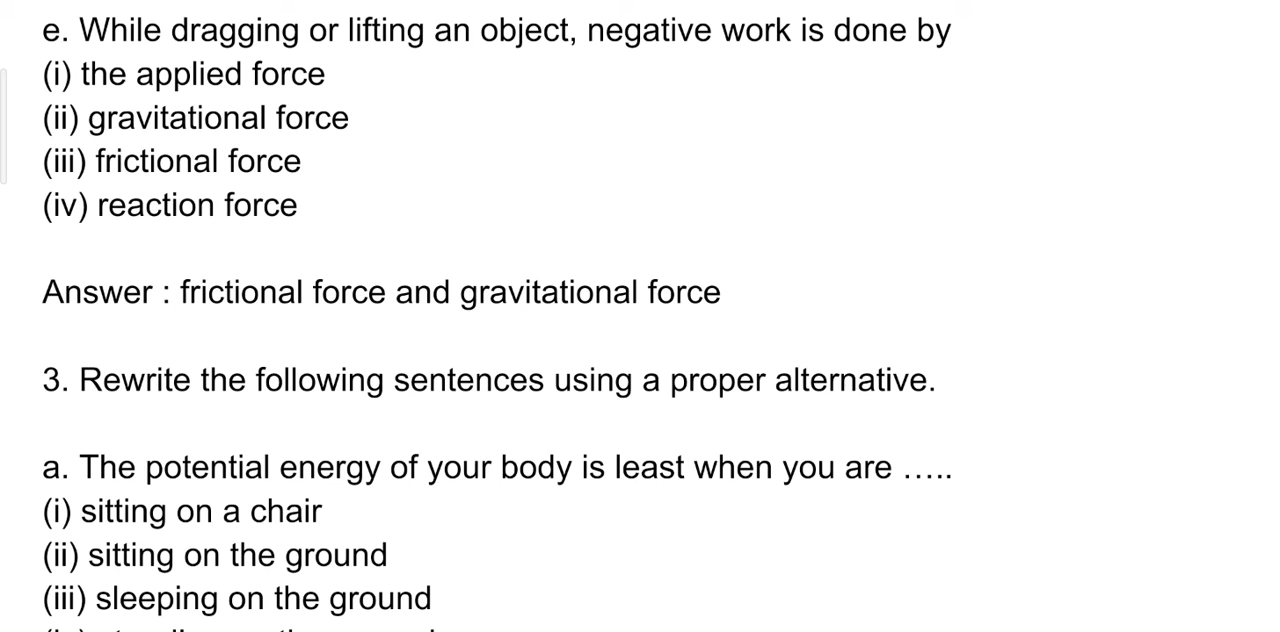 e. While dragging or lifting an object, negative work is done by
(i) the applied force
(ii) gravitational force
(iii) frictional force
(iv) reaction force
Answer : frictional force and gravitational force
3. Rewrite the following sentences using a proper alternative.
a. The potential energy of your body is least when you are …..
(i) sitting on a chair
(ii) sitting on the ground
(iii) sleeping on the ground